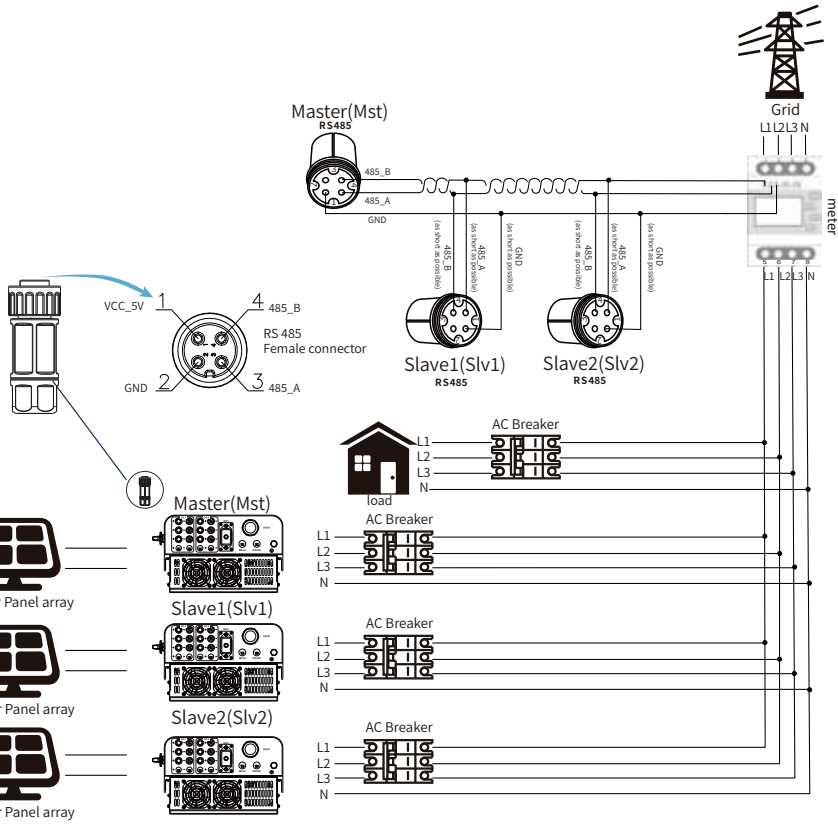 Grid
L1L2L3 N
Master(Mst)
RS485
485_B
485_A
GND
meter
485_B
(as short as possible)
485_A
(as short as possible)
GND
(as short as possible)
485_B
(as short as possible)
485_A
(as short as possible)
GND
(as short as possible)
5 6 7 8
L1 L2 L3 N
VCC_5V
1
4
485_B
RS 485
Female connector
GND
2
3
485_A
Slave1(Slv1)
RS485
Slave2(Slv2)
RS485
AC Breaker
L1
L2
L3
N
load
Master(Mst)
AC Breaker
L1
L2
L3
N
r Panel array
Slave1(Slv1)
AC Breaker
L1
L2
L3
N
r Panel array
Slave2(Slv2)
AC Breaker
L1
L2
L3
N
r Panel array